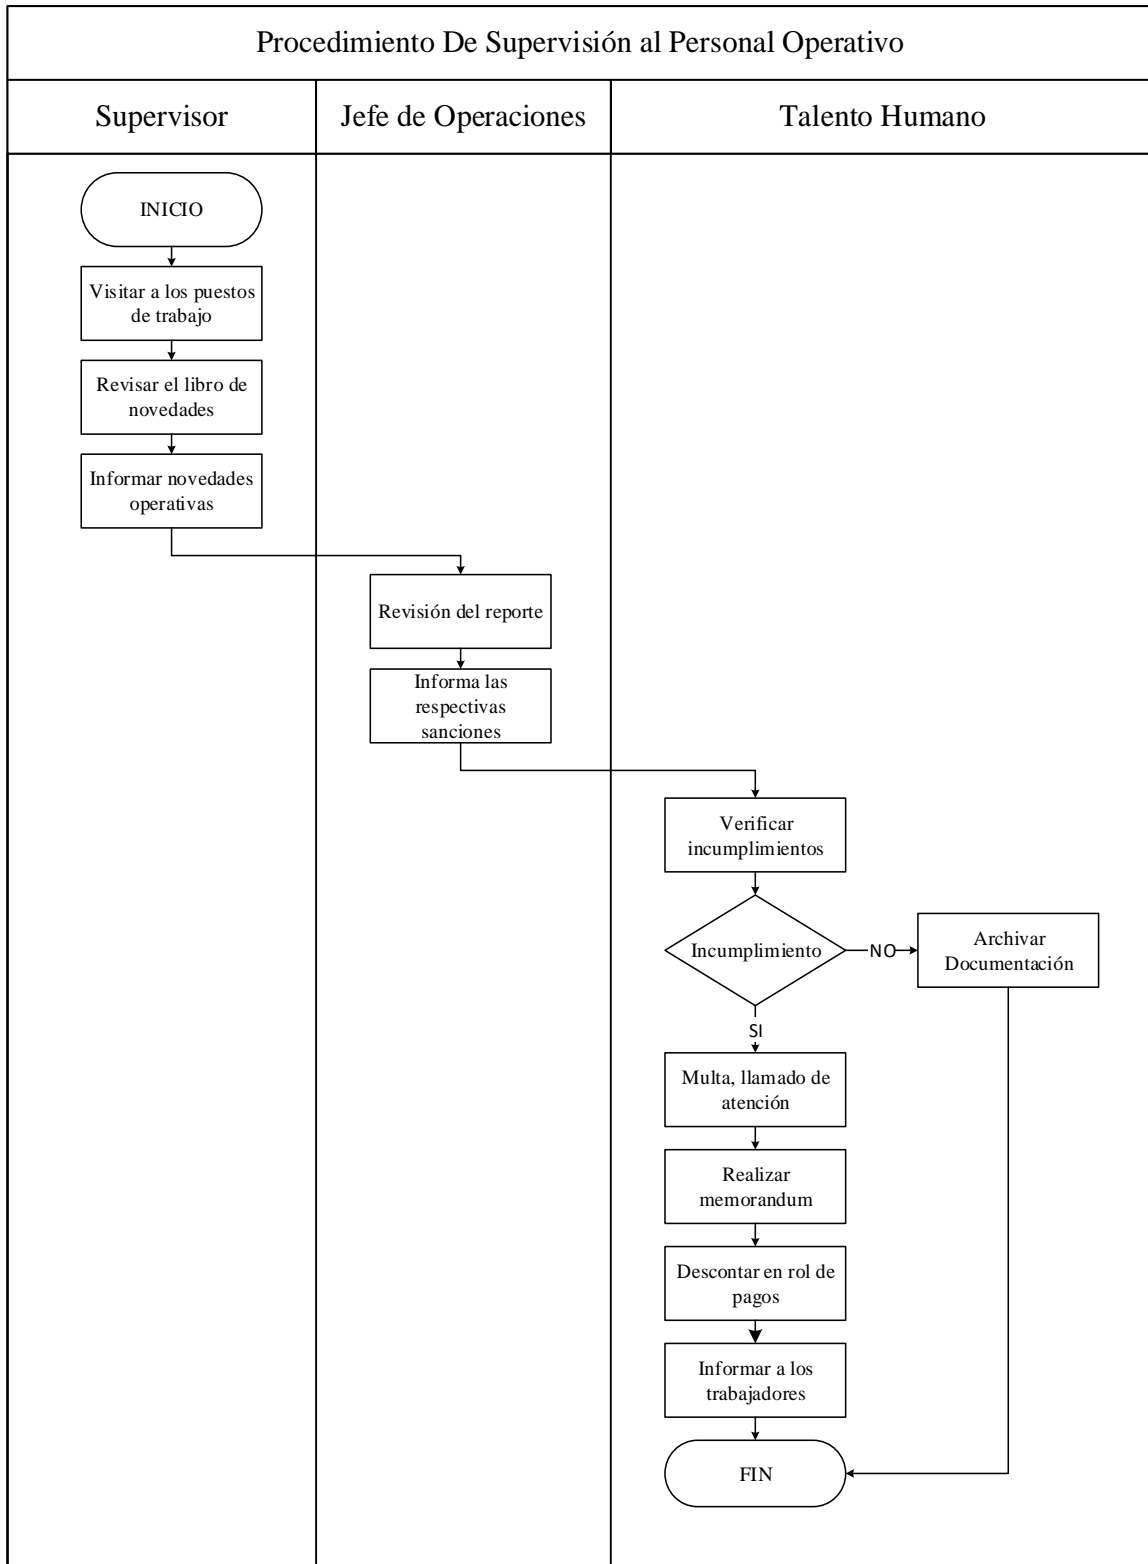 Procedimiento De Supervisión al Personal Operativo
Supervisor
Jefe de Operaciones
Talento Humano
INICIO
Visitar a los puestos
de trabajo
Revisar el libro de
novedades
Informar novedades
operativas
Revisión del reporte
Informa las
respectivas
sanciones
Verificar
incumplimientos
Incumplimiento
NO
Archivar
Documentación
SI
Multa, llamado de
atención
Realizar
memorandum
Descontar en rol de
pagos
Informar a los
trabajadores
FIN